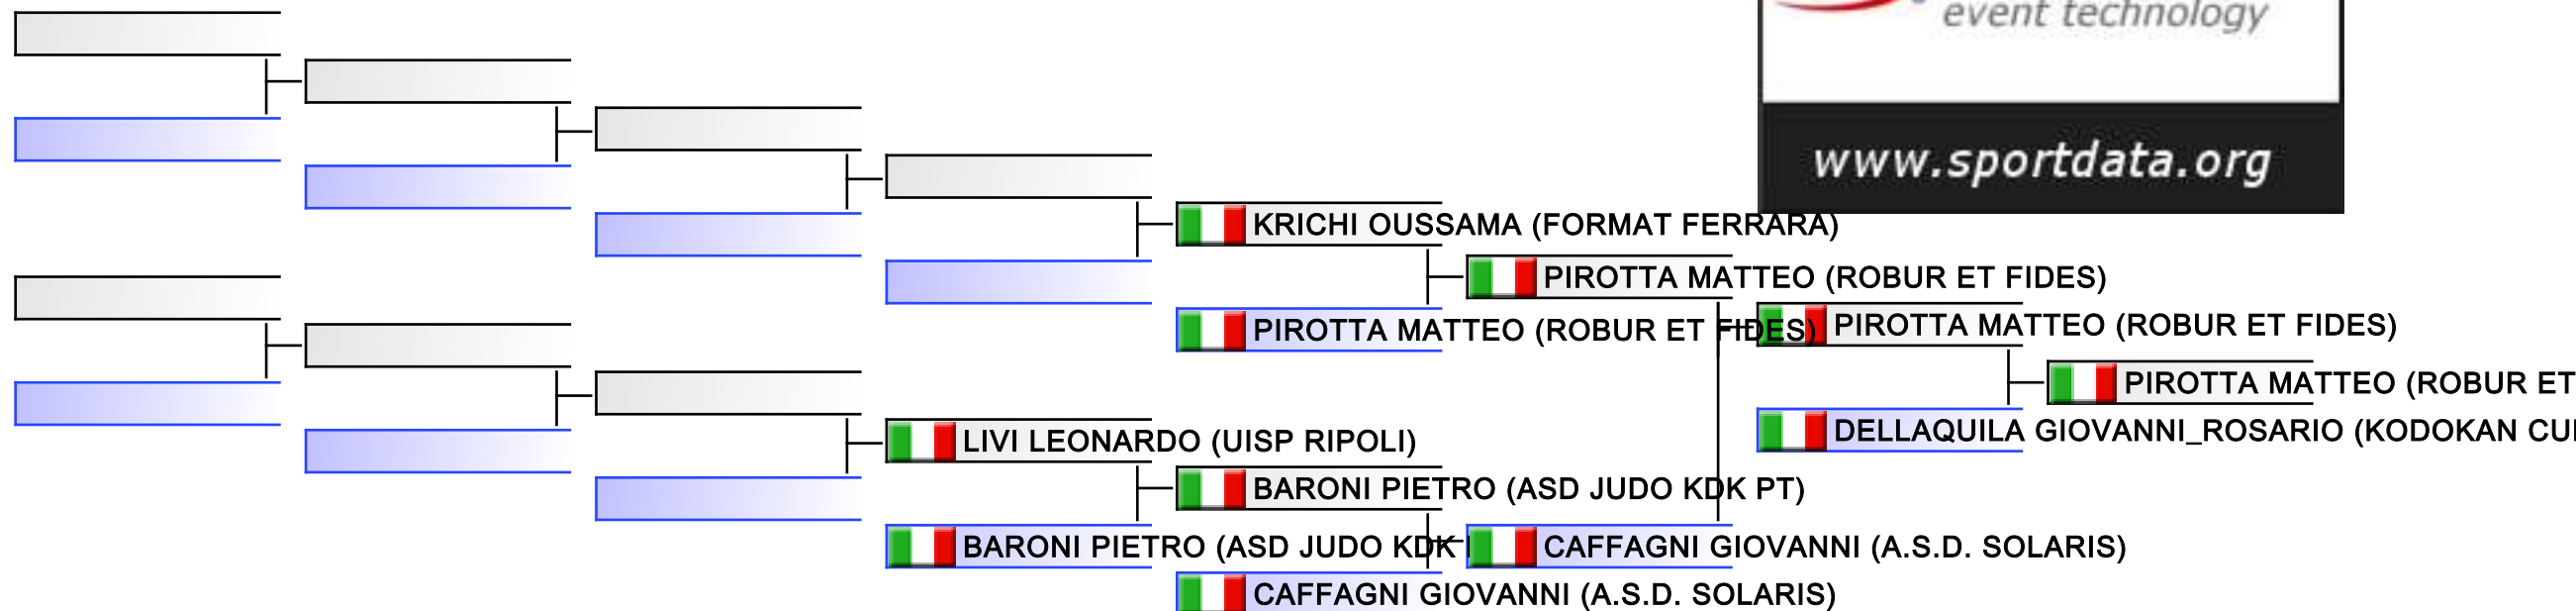 event technology
www.sportdata.org
KRICHI OUSSAMA (FORMAT FERRARA)
PIROTTA MATTEO (ROBUR ET FIDES)
PIROTTA MATTEO (ROBUR ET FIDES)
PIROTTA MATTEO (ROBUR ET FIDES)
PIROTTA MATTEO (ROBUR ET
DELLAQUILA GIOVANNI_ROSARIO (KODOKAN
LIVI LEONARDO (UISP RIPOLI)
BARONI PIETRO (ASD JUDO KDK PT)
BARONI PIETRO (ASD JUDO KDK
CAFFAGNI GIOVANNI (A.S.D. SOLARIS)
CAFFAGNI GIOVANNI (A.S.D. SOLARIS)